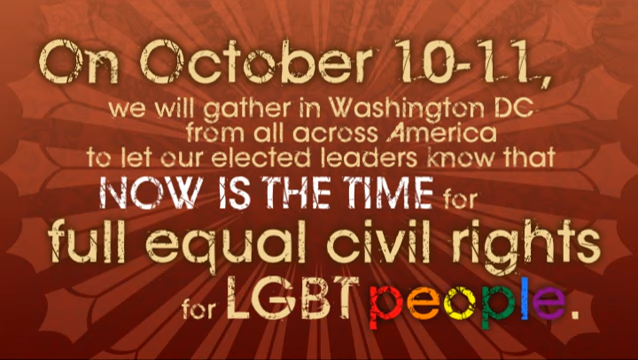 On October 10-11,
we will gather in Washington DC
from all across America
to let our elected leaders know that
NOW IS THE TIME for
full equal civil rights
for LGBT people.